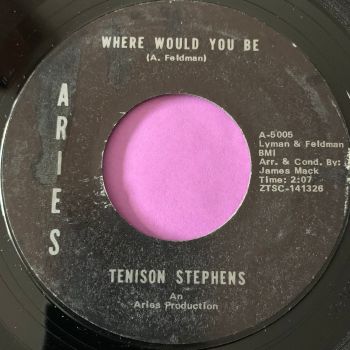 WHERE WOULD YOU BE
(A. Feldman)
ARIES
A-5005
Lyman & Feldman
BMI
Arr. & Cond. By:
James Mack
Time: 2:07
ZTSC-141326
TENISON STEPHENS
An
Aries Production